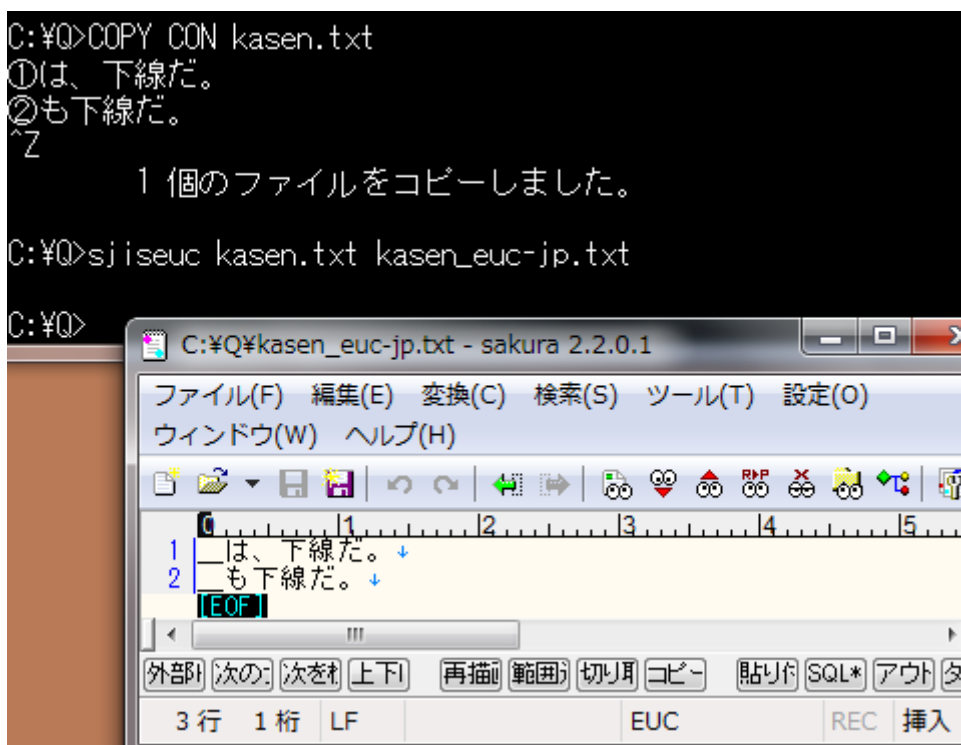 C:¥Q>COPY CON kasen.txt
①は、下線だ。
②も下線だ。
^Z
1 個のファイルをコピーしました。
C:¥Q>sjiseuc kasen.txt kasen_euc-jp.txt
C:¥Q>
C:¥Q¥kasen_euc-jp.txt - sakura 2.2.0.1
ファイル(F) 編集(E) 変換(C) 検索(S) ツール(T) 設定(O)
ウィンドウ(W) ヘルプ(H)
0 1 2 3 4 5
1 __は、下線だ。↓
2 __も下線だ。↓
[EOF]
外部 次の 次を 上下 再描 範囲 切り コピー 貼り SQL* アウト
3 行 1 桁 LF EUC REC 挿入